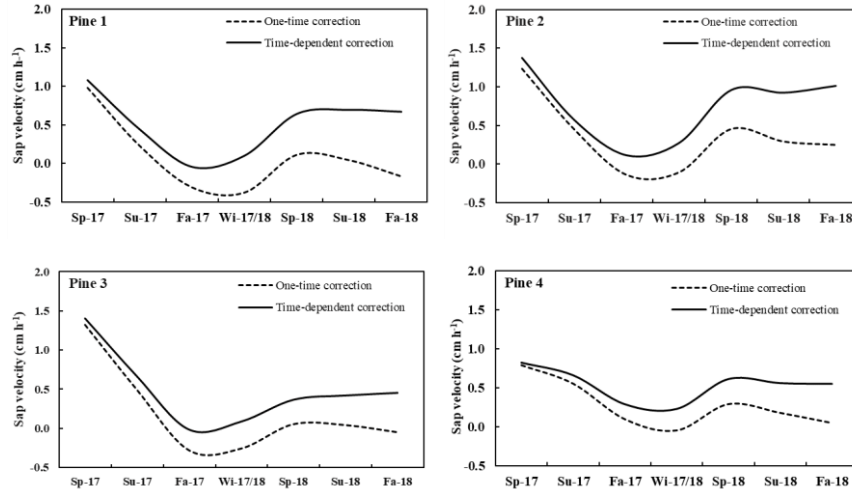 Pine 1
One-time correction
Time-dependent correction
Sap velocity (cm h-1)
2.0
1.5
1.0
0.5
0.0
-0.5
Sp-17 Su-17 Fa-17 Wi-17/18 Sp-18 Su-18 Fa-18
Pine 2
One-time correction
Time-dependent correction
Sap velocity (cm h-1)
2.0
1.5
1.0
0.5
0.0
-0.5
Sp-17 Su-17 Fa-17 Wi-17/18 Sp-18 Su-18 Fa-18
Pine 3
One-time correction
Time-dependent correction
Sap velocity (cm h-1)
2.0
1.5
1.0
0.5
0.0
-0.5
Sp-17 Su-17 Fa-17 Wi-17/18 Sp-18 Su-18 Fa-18
Pine 4
One-time correction
Time-dependent correction
Sap velocity (cm h-1)
2.0
1.5
1.0
0.5
0.0
-0.5
Sp-17 Su-17 Fa-17 Wi-17/18 Sp-18 Su-18 Fa-18